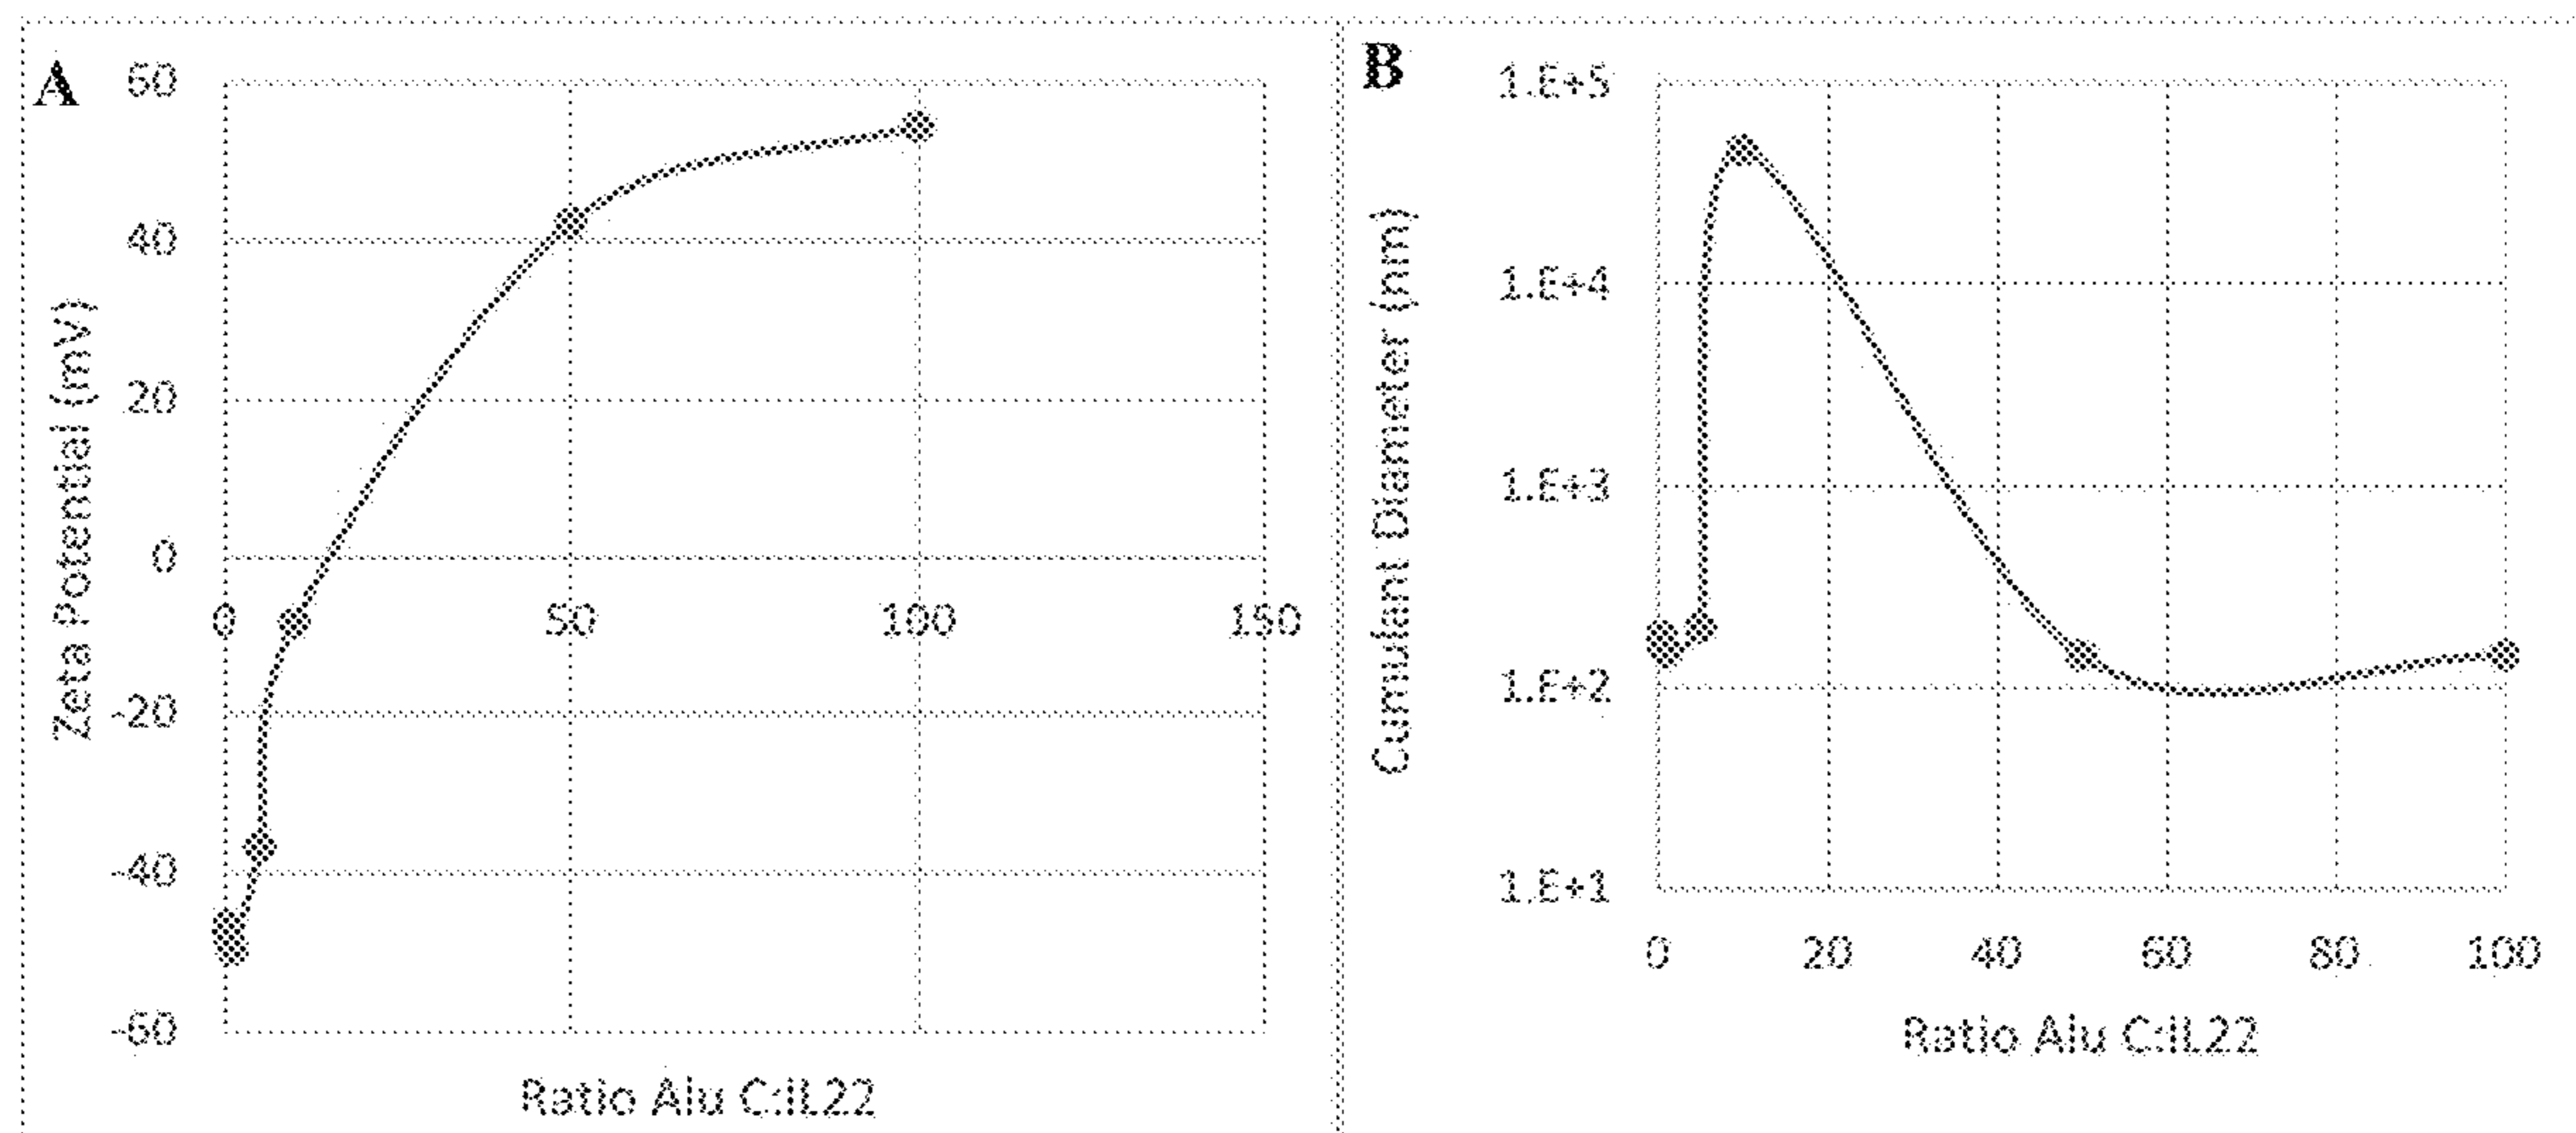 A
60
40
20
0
-20
-40
-60
0 50 100 150
Zeta Potential (mV)
Ratio Alu C:IL22
B
1.E+5
1.E+4
1.E+3
1.E+2
1.E+1
0 20 40 60 80 100
Cumulant Diameter (nm)
Ratio Alu C:IL22